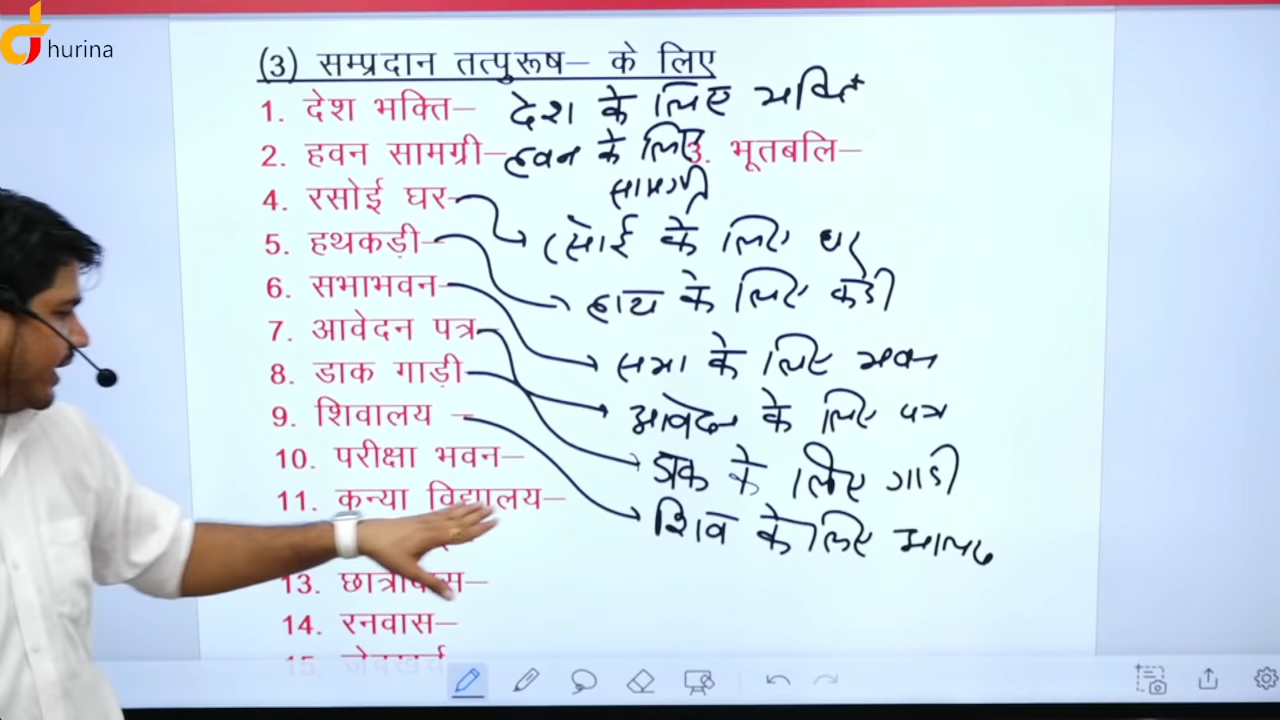 hurina
(3) सम्प्रदान तत्पुरूष– के लिए
1. देश भक्ति– देश के लिए भक्ति
2. हवन सामग्री– हवन के लिए 3. भूतबलि–
सामग्री
4. रसोई घर– रसोई के लिए घर
5. हथकड़ी– हाथ के लिए कड़ी
6. सभाभवन– सभा के लिए भवन
7. आवेदन पत्र– आवेदन के लिए पत्र
8. डाक गाड़ी– डाक के लिए गाडी
9. शिवालय – शिव के लिए आलय
10. परीक्षा भवन–
11. कन्या विद्यालय–
13. छात्रावास–
14. रनवास–
15. जेबखर्च